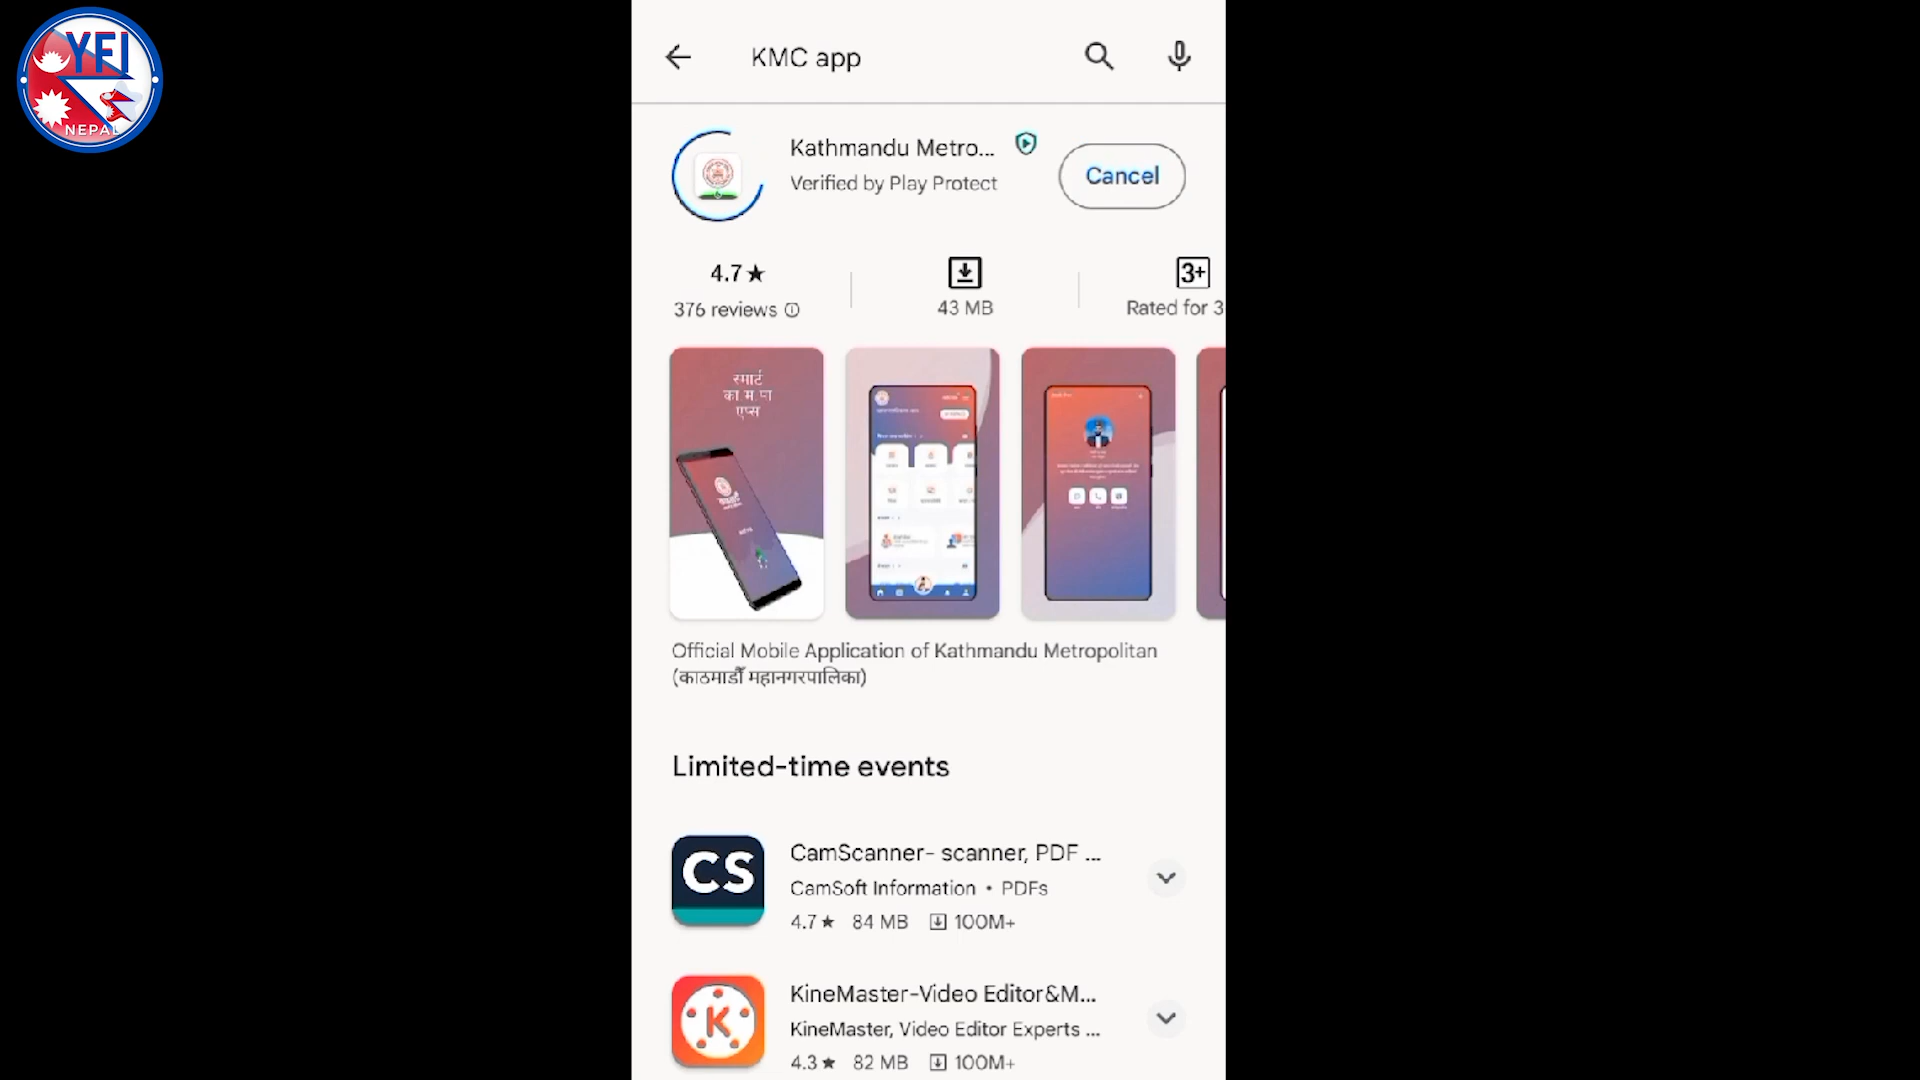 YFI
NEPAL
KMC app
Kathmandu Metro...
Verified by Play Protect
Cancel
4.7★
376 reviews
43 MB
3+
Rated for 3
स्मार्ट
का.म.पा
एप्स
Official Mobile Application of Kathmandu Metropolitan
(काठमाडौँ महानगरपालिका)
Limited-time events
CS
CamScanner- scanner, PDF ...
CamSoft Information • PDFs
4.7★ 84 MB 100M+
K
KineMaster-Video Editor&M...
KineMaster, Video Editor Experts ...
4.3★ 82 MB 100M+